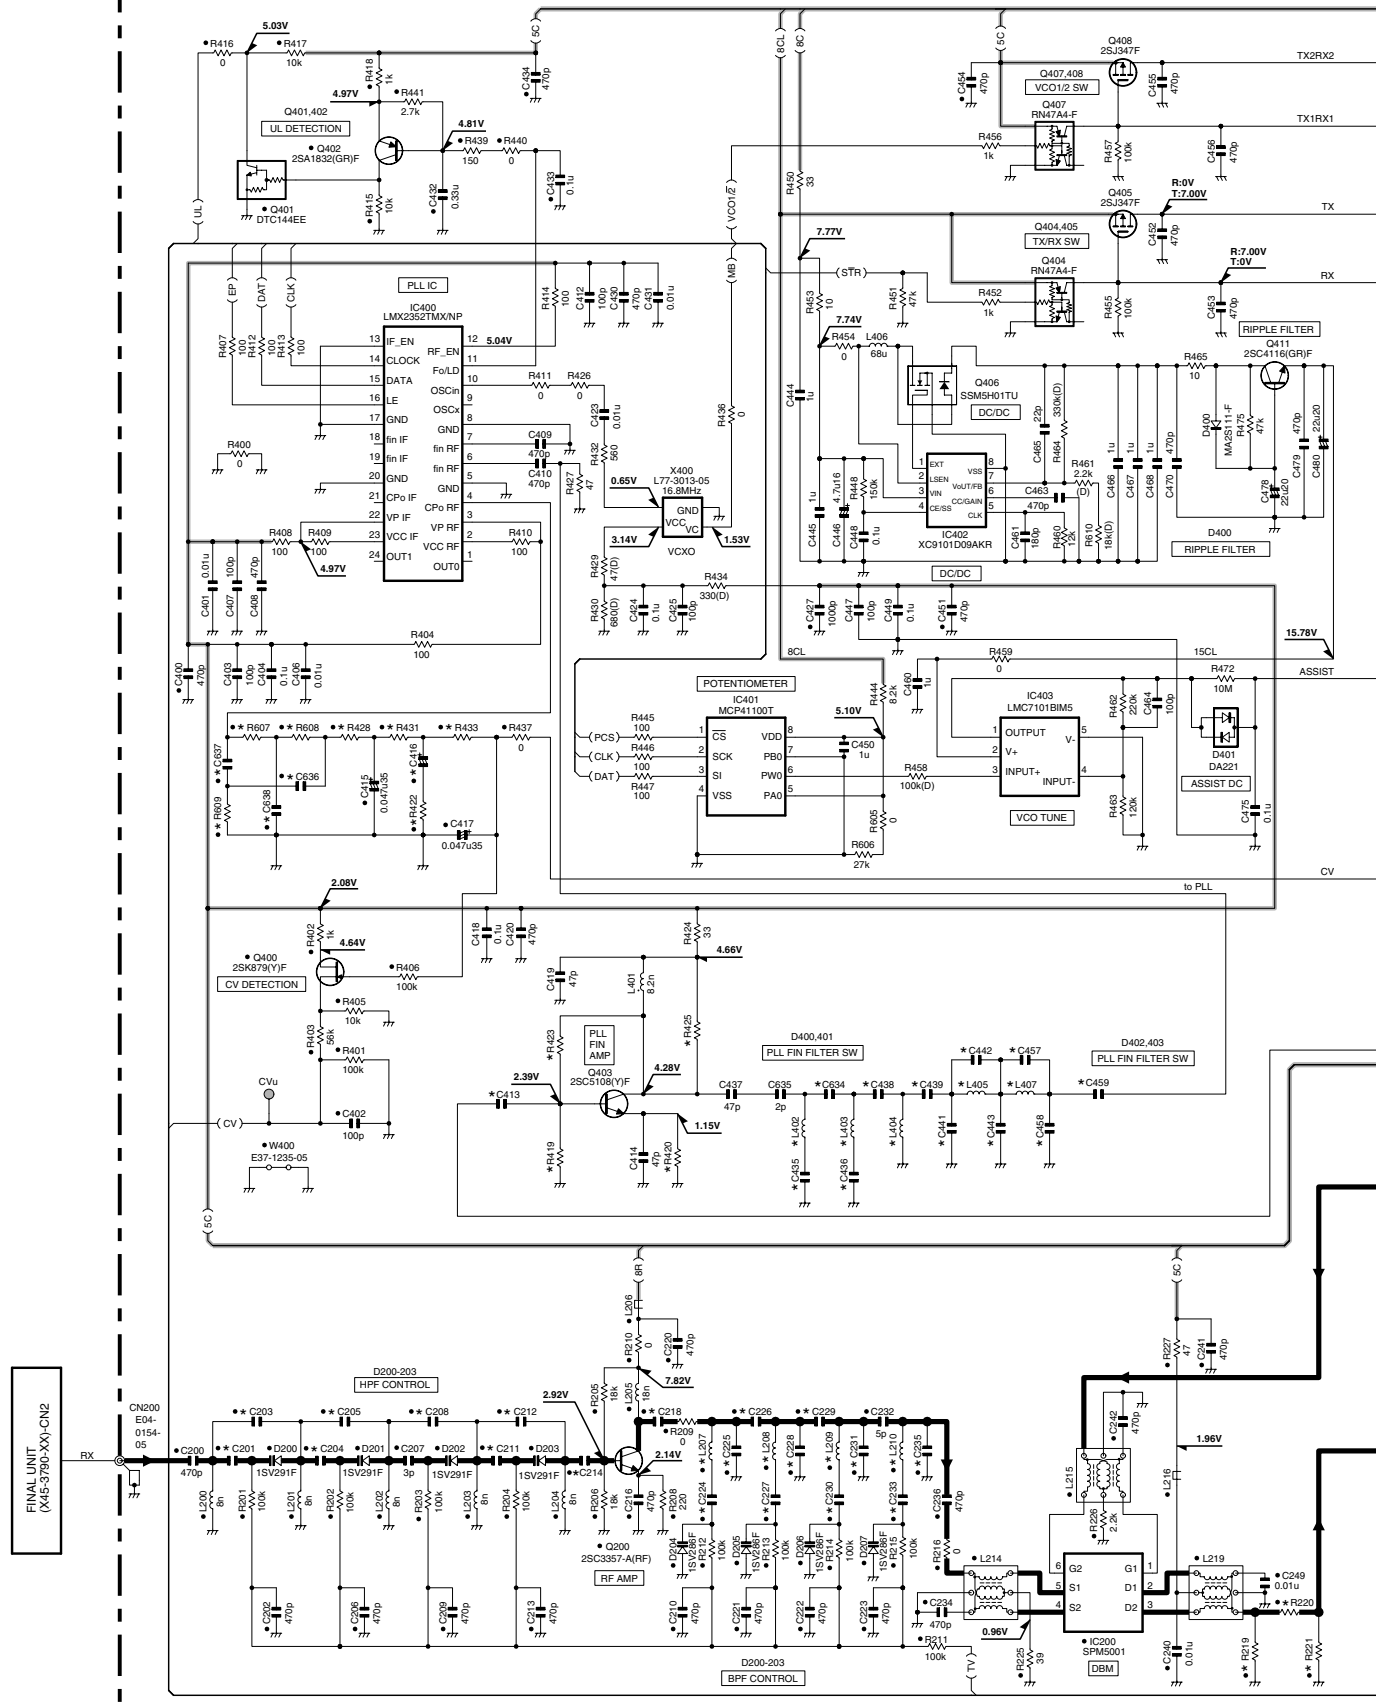 5.03V
• R416
0
• R417
10k
R418
1k
4.97V
• R441
2.7k
Q401,402
UL DETECTION
• Q402
2SA1832(GR)F
4.81V
• R439
150
• R440
0
• Q401
DTC144EE
• R415
10k
• C432
0.33u
• C433
0.1u
• C434
470p
( 5C )
( UL )
( EP )
( DAT )
( CLK )
( VCO1/2 )
( MB )
( 8CL )
( 8C )
( 5C )
Q408
2SJ347F
TX2RX2
• C454
470p
Q407,408
VCO1/2 SW
C455
470p
Q407
RN47A4-F
TX1RX1
R456
1k
R457
100k
C456
470p
R450
33
Q405
2SJ347F
R:0V
T:7.00V
TX
Q404,405
TX/RX SW
C452
470p
Q404
RN47A4-F
R:7.00V
T:0V
RX
7.77V
( STR )
R451
47k
R452
1k
R455
100k
C453
470p
PLL IC
IC400
LMX2352TMX/NP
R407
100
R412
100
R413
100
R414
100
C412
100p
C430
470p
C431
0.01u
13 IF_EN
14 CLOCK
15 DATA
16 LE
17 GND
18 fin IF
19 fin IF
20 GND
21 CPo IF
22 VP IF
23 VCC IF
24 OUT1
RF_EN 12
Fo/LD 11
OSCin 10
OSCx 9
GND 8
fin RF 7
fin RF 6
GND 5
CPo RF 4
VP RF 3
VCC RF 2
OUT0 1
5.04V
R411
0
R426
0
C423
0.01u
R432
560
R436
0
C409
470p
C410
470p
R427
47
R400
0
X400
L77-3013-05
16.8MHz
0.65V
GND
VCC
VC
3.14V
1.53V
VCXO
R408
100
R409
100
4.97V
R410
100
R429
47(D)
R430
680(D)
C424
0.1u
C425
100p
R434
330(D)
C401
0.01u
C407
100p
C408
470p
R404
100
• C400
470p
C403
100p
C404
0.1u
C406
0.01u
R453
10
7.74V
R454
0
L406
68u
C444
1u
Q406
SSM5H01TU
DC/DC
RIPPLE FILTER
Q411
2SC4116(GR)F
R465
10
C465
22p
R464
330k(D)
D400
MA2S111-F
R475
47k
C479
470p
C480
22u20
C478
22u20
1 EXT
2 LSEN
3 VIN
4 CE/SS
VSS 8
VoUT/FB 7
CC/GAIN 6
CLK 5
IC402
XC9101D09AKR
DC/DC
C445
1u
C446
4.7u16
R448
150k
C448
0.1u
R461
2.2k
(D)
C463
470p
C461
180p
R460
12k
R610
18k(D)
C466
1u
C467
1u
C468
1u
C470
470p
D400
RIPPLE FILTER
• C427
1000p
C447
100p
C449
0.1u
• C451
470p
15.78V
8CL
15CL
ASSIST
R459
0
C460
1u
R472
10M
POTENTIOMETER
IC401
MCP41100T
R444
8.2k
5.10V
( PCS )
( CLK )
( DAT )
R445
100
R446
100
R447
100
1 CS
2 SCK
3 SI
4 VSS
VDD 8
PB0 7
PW0 6
PA0 5
C450
1u
R458
100k(D)
R605
0
R606
27k
IC403
LMC7101BIM5
1 OUTPUT
2 V+
3 INPUT+
V- 5
INPUT- 4
VCO TUNE
R462
220k
C464
100p
R463
120k
D401
DA221
ASSIST DC
C475
0.1u
• * R607
• * R608
• * R428
• * R431
• * R433
R437
0
• * C637
• * C636
• * R609
• * C638
• C415
0.047u35
• * C416
• * R422
• C417
0.047u35
CV
to PLL
2.08V
• R402
1k
4.64V
• Q400
2SK879(Y)F
CV DETECTION
• R406
100k
• R405
10k
• R403
56k
• R401
100k
CVu
• C402
100p
( CV )
• W400
E37-1235-05
C418
0.1u
C420
470p
R424
33
4.66V
C419
47p
L401
8.2n
* R423
* R425
PLL
FIN
AMP
Q403
2SC5108(Y)F
2.39V
4.28V
* C413
1.15V
* R419
C414
47p
* R420
D400,401
PLL FIN FILTER SW
D402,403
PLL FIN FILTER SW
C437
47p
C635
2p
* C634
* C438
* C439
* C442
* C457
* L405
* L407
* C459
* L402
* L403
* L404
* C435
* C436
* C441
* C443
* C458
( 5C )
( 8R )
( 5C )
• L206
• R210
0
• C220
470p
7.82V
• L205
18n
• R205
18k
2.92V
D200-203
HPF CONTROL
CN200
E04-
0154-
05
FINAL UNIT
(X45-3790-XX)-CN2
RX
• C200
470p
• * C203
• * C205
• * C208
• * C212
• * C201
• D200
1SV291F
• * C204
• D201
1SV291F
• C207
3p
• D202
1SV291F
• * C211
• D203
1SV291F
• * C214
• L200
8n
• R201
100k
• L201
8n
• R202
100k
• L202
8n
• R203
100k
• L203
8n
• R204
100k
• L204
8n
• R206
18k
• C202
470p
• C206
470p
• C209
470p
• C213
470p
2.14V
• C216
470p
• R208
220
• Q200
2SC3357-A(RF)
RF AMP
• * C218
• R209
0
• * C226
• * C229
• C232
5p
• * L207
• * C225
• * L208
• * C228
• * L209
• * C231
• * L210
• * C235
• * C224
• * C227
• * C230
• * C233
• C236
470p
• D204
1SV286F
• R212
100k
• D205
1SV286F
• R213
100k
• D206
1SV286F
• R214
100k
• D207
1SV286F
• R215
100k
• R216
0
• C210
470p
• C221
470p
• C222
470p
• C223
470p
• R211
100k
( TV )
D200-203
BPF CONTROL
• L214
• C234
470p
0.96V
• R225
39
• R227
47
• C241
470p
1.96V
• L216
• C242
470p
• L215
• R226
2.2k
6 G2
5 S1
4 S2
G1 1
D1 2
D2 3
• IC200
SPM5001
DBM
• L219
• C249
0.01u
• * R220
• C240
0.01u
• * R219
• * R221